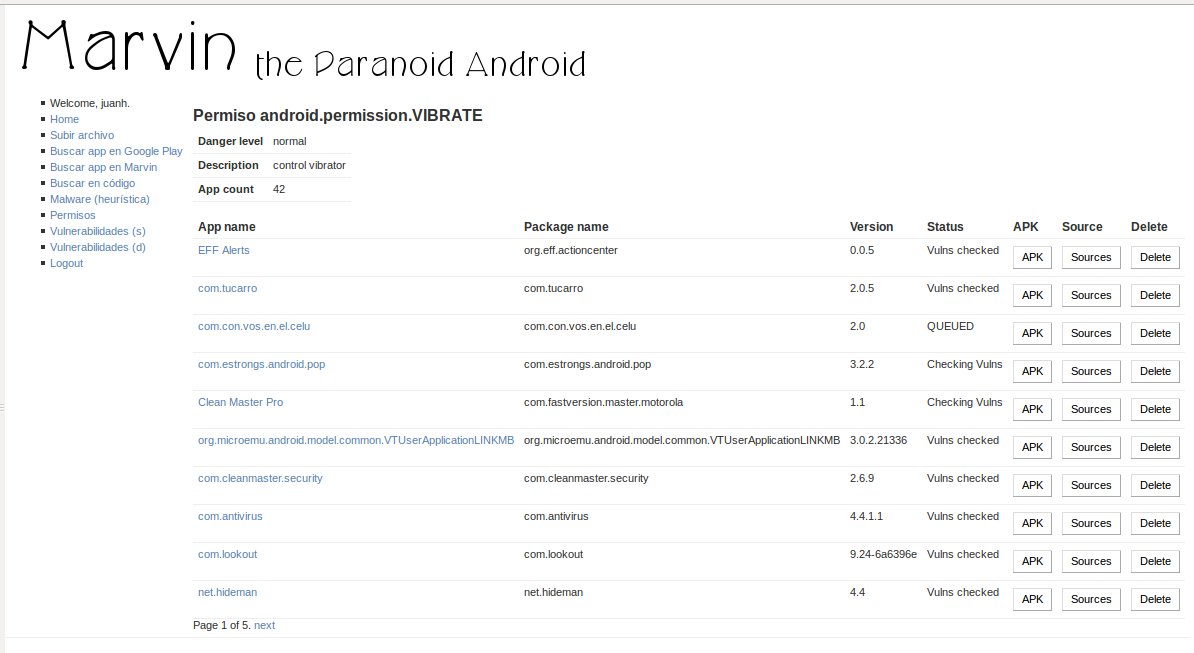 Marvin the Paranoid Android
Welcome, juanh.
Home
Subir archivo
Buscar app en Google Play
Buscar app en Marvin
Buscar en código
Malware (heurística)
Permisos
Vulnerabilidades (s)
Vulnerabilidades (d)
Logout
Permiso android.permission.VIBRATE
Danger level normal
Description control vibrator
App count 42
App name Package name Version Status APK Source Delete
EFF Alerts org.eff.actioncenter 0.0.5 Vulns checked APK Sources Delete
com.tucarro com.tucarro 2.0.5 Vulns checked APK Sources Delete
com.con.vos.en.el.celu com.con.vos.en.el.celu 2.0 QUEUED APK Sources Delete
com.estrongs.android.pop com.estrongs.android.pop 3.2.2 Checking Vulns APK Sources Delete
Clean Master Pro com.fastversion.master.motorola 1.1 Checking Vulns APK Sources Delete
org.microemu.android.model.common.VTUserApplicationLINKMB org.microemu.android.model.common.VTUserApplicationLINKMB 3.0.2.21336 Vulns checked APK Sources Delete
com.cleanmaster.security com.cleanmaster.security 2.6.9 Vulns checked APK Sources Delete
com.antivirus com.antivirus 4.4.1.1 Vulns checked APK Sources Delete
com.lookout com.lookout 9.24-6a6396e Vulns checked APK Sources Delete
net.hideman net.hideman 4.4 Vulns checked APK Sources Delete
Page 1 of 5. next